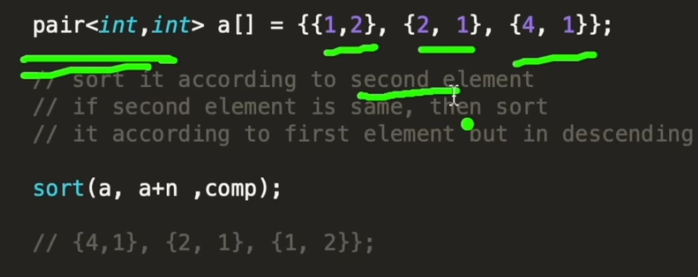 pair<int,int> a[] = {{1,2}, {2, 1}, {4, 1}};
// sort it according to second element
// if second element is same, then sort
// it according to first element but in descending
sort(a, a+n ,comp);
// {4,1}, {2, 1}, {1, 2}};